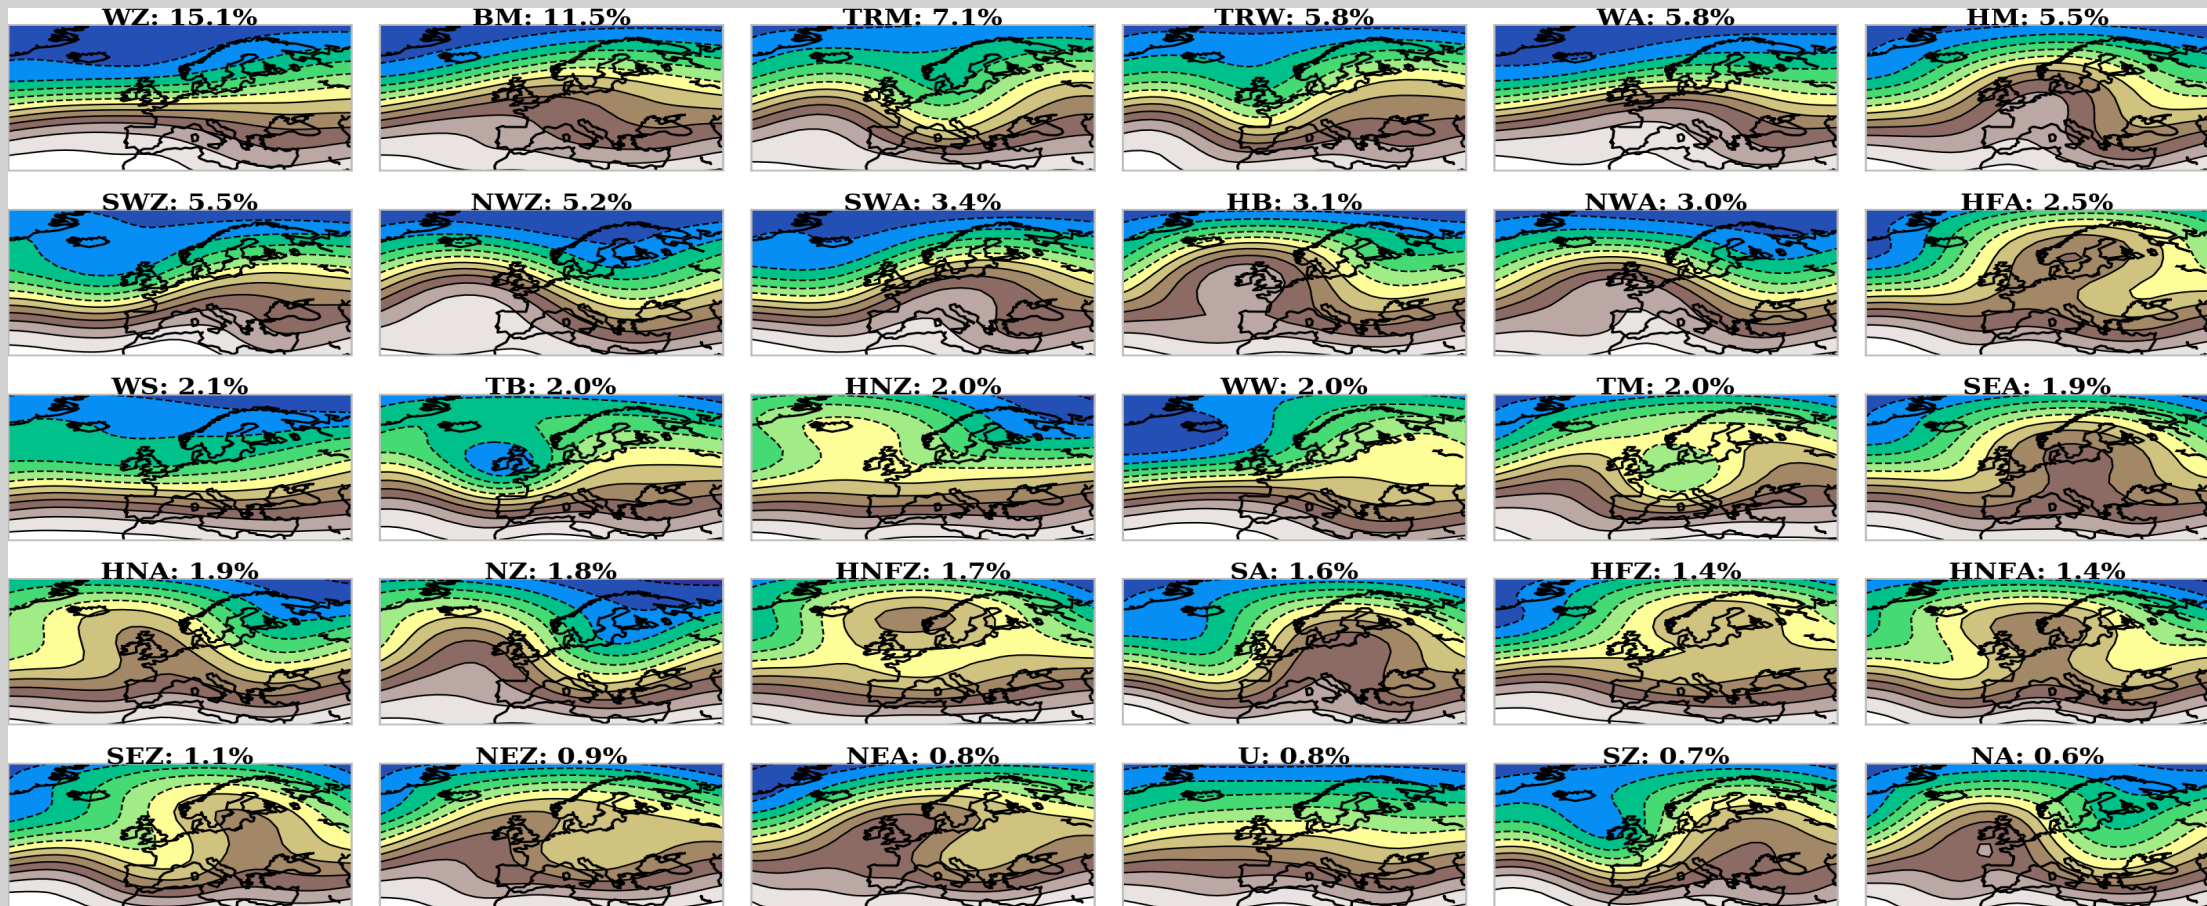 WZ: 15.1% BM: 11.5% TRM: 7.1% TRW: 5.8% WA: 5.8% HM: 5.5%
SWZ: 5.5% NWZ: 5.2% SWA: 3.4% HB: 3.1% NWA: 3.0% HFA: 2.5%
WS: 2.1% TB: 2.0% HNZ: 2.0% WW: 2.0% TM: 2.0% SEA: 1.9%
HNA: 1.9% NZ: 1.8% HNFZ: 1.7% SA: 1.6% HFZ: 1.4% HNFA: 1.4%
SEZ: 1.1% NEZ: 0.9% NEA: 0.8% U: 0.8% SZ: 0.7% NA: 0.6%